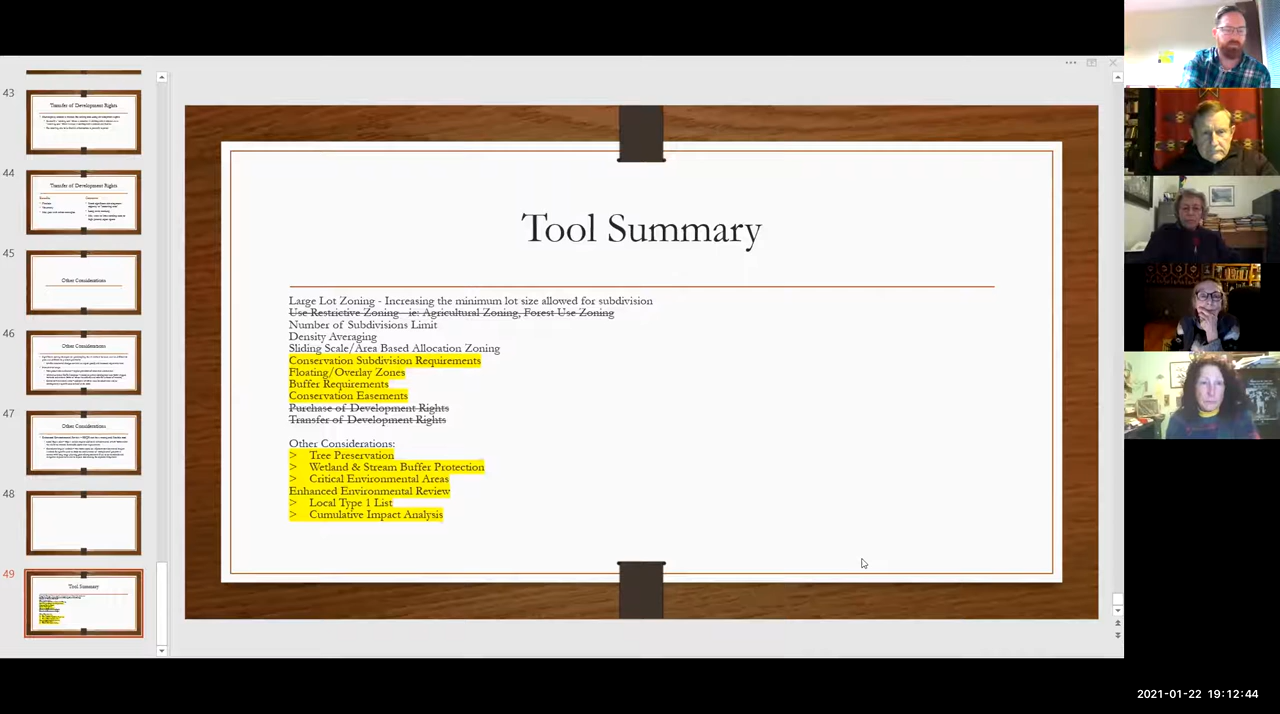 43
Transfer of Development Rights
44
Transfer of Development Rights
45
Other Considerations
46
Other Considerations
47
Other Considerations
48
49
Tool Summary
Tool Summary
Large Lot Zoning - Increasing the minimum lot size allowed for subdivision
Use Restrictive Zoning - ie: Agricultural Zoning, Forest Use Zoning
Number of Subdivisions Limit
Density Averaging
Sliding Scale/Area Based Allocation Zoning
Conservation Subdivision Requirements
Floating/Overlay Zones
Buffer Requirements
Conservation Easements
Purchase of Development Rights
Transfer of Development Rights
Other Considerations:
> Tree Preservation
> Wetland & Stream Buffer Protection
> Critical Environmental Areas
Enhanced Environmental Review
> Local Type 1 List
> Cumulative Impact Analysis
2021-01-22 19:12:44